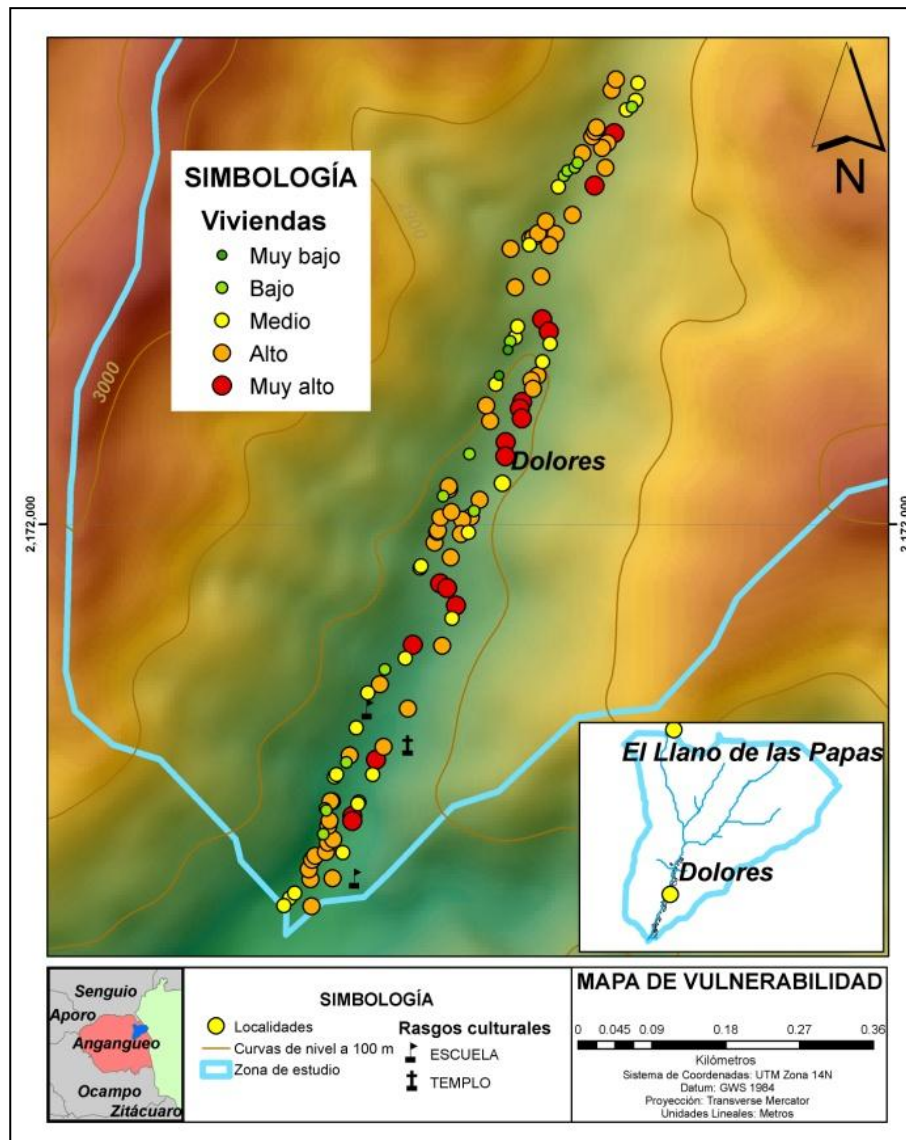 SIMBOLOGÍA
Viviendas
Muy bajo
Bajo
Medio
Alto
Muy alto
N
3000
Dolores
2,172,000
2,172,000
El Llano de las Papas
Dolores
Senguio
Aporo
Angangueo
Ocampo
Zitácuaro
SIMBOLOGÍA
Localidades
Curvas de nivel a 100 m
Zona de estudio
Rasgos culturales
ESCUELA
TEMPLO
MAPA DE VULNERABILIDAD
0 0.045 0.09 0.18 0.27 0.36
Kilómetros
Sistema de Coordenadas: UTM Zona 14N
Datum: GWS 1984
Proyección: Transverse Mercator
Unidades Lineales: Metros